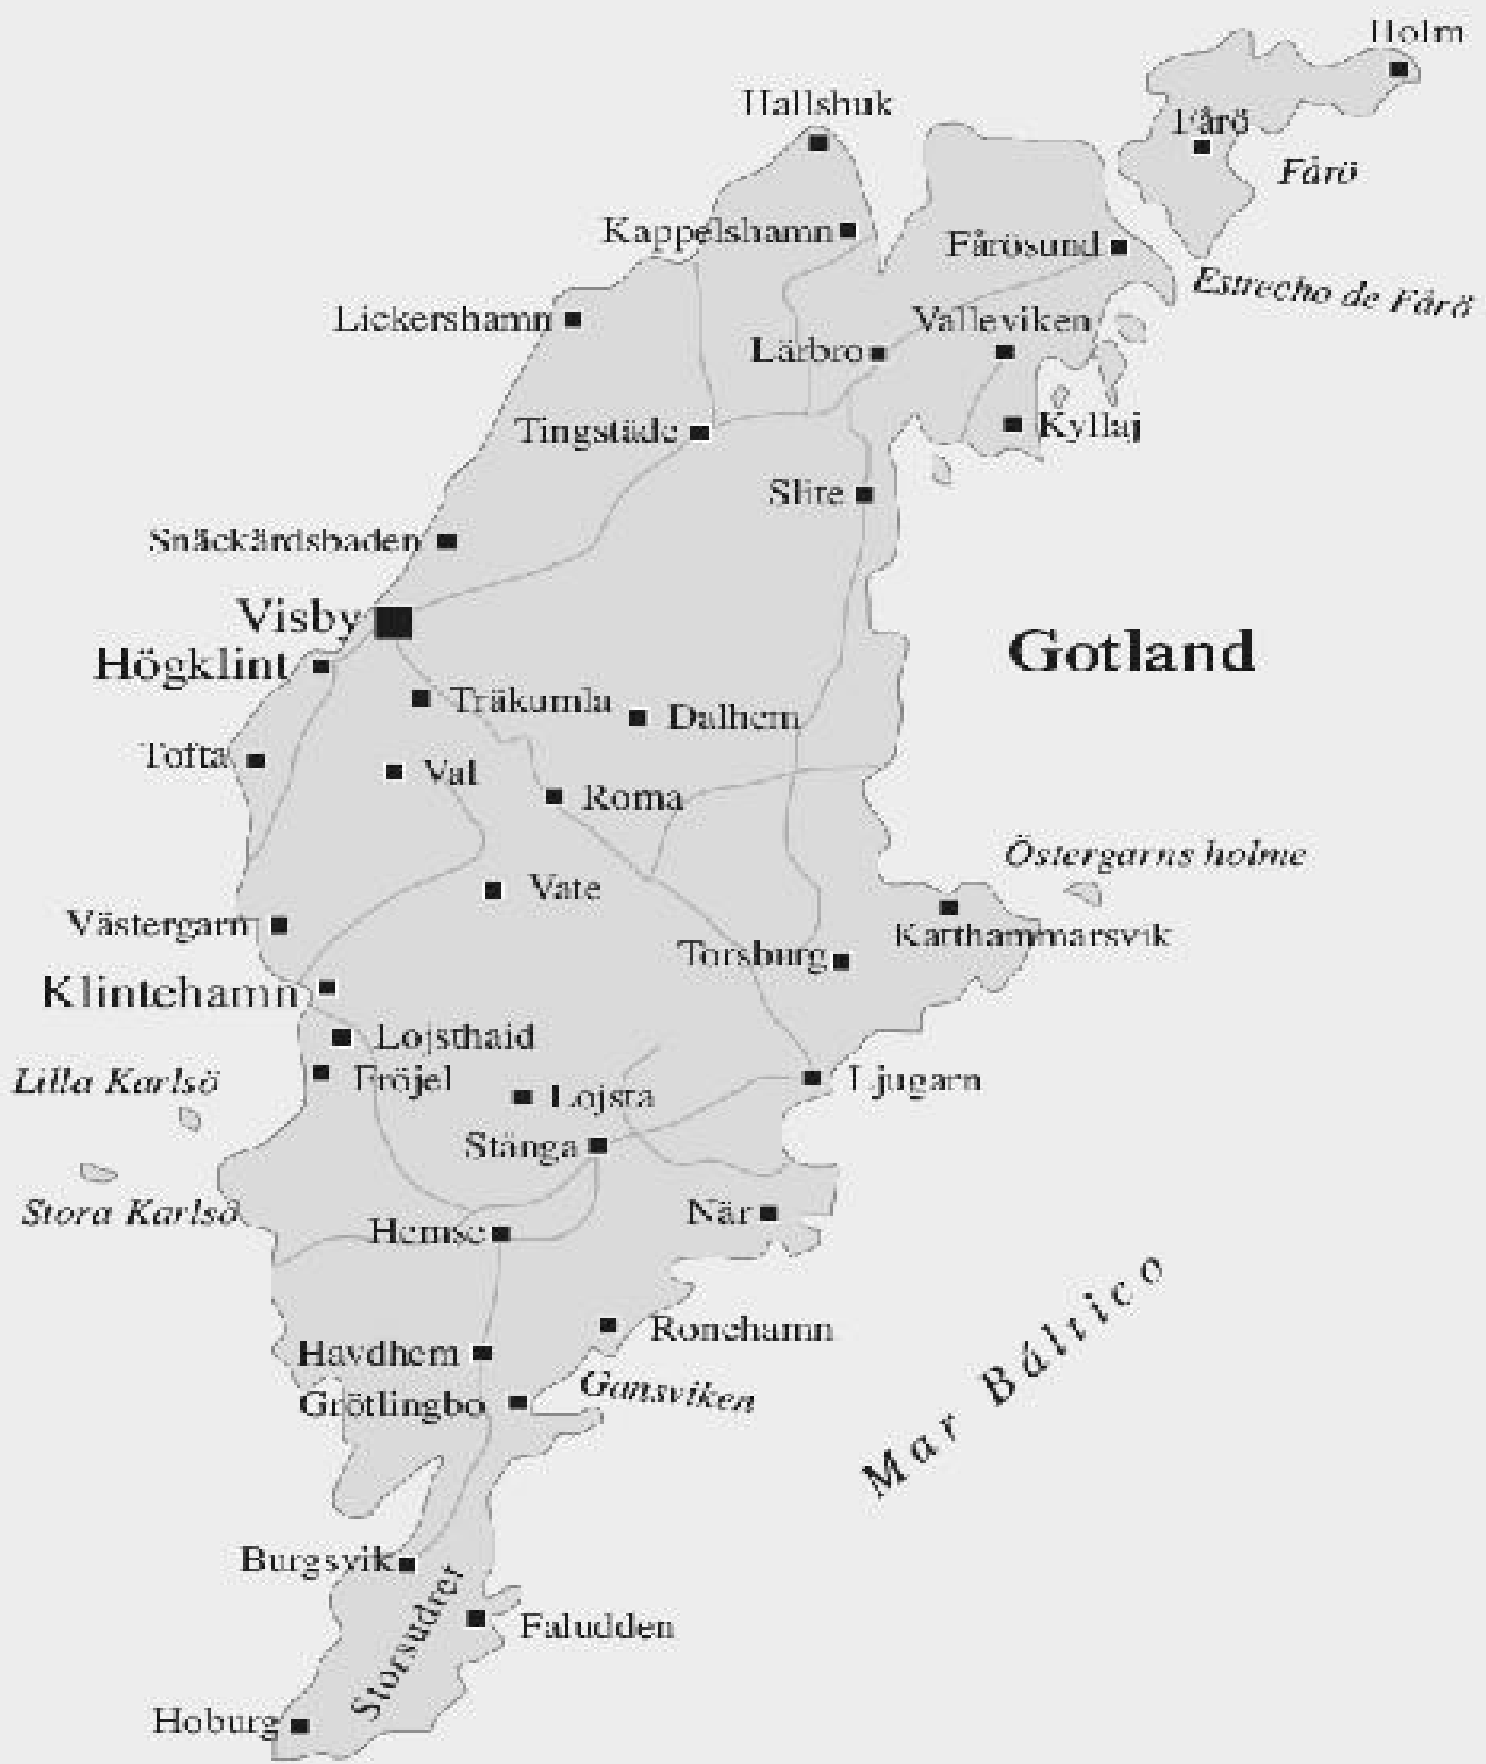 Holm
Hallshuk
Fårö
Fårö
Kappelshamn
Fårösund
Estrecho de Fårö
Lickershamn
Valleviken
Lärbro
Tingstäde
Kyllaj
Slite
Snäckärdsbaden
Visby
Högklint
Gotland
Träkumla
Dalhem
Tofta
Val
Roma
Östergarns holme
Vate
Västergarn
Katthammarsvik
Torsburg
Klintehamn
Lojsthaid
Lilla Karlsö
Fröjel
Lojsta
Ljugarn
Stänga
Stora Karlsö
När
Hemse
Mar Báltico
Ronehamn
Havdhem
Gansviken
Grötlingbo
Burgsvik
Storsudret
Faludden
Hoburg